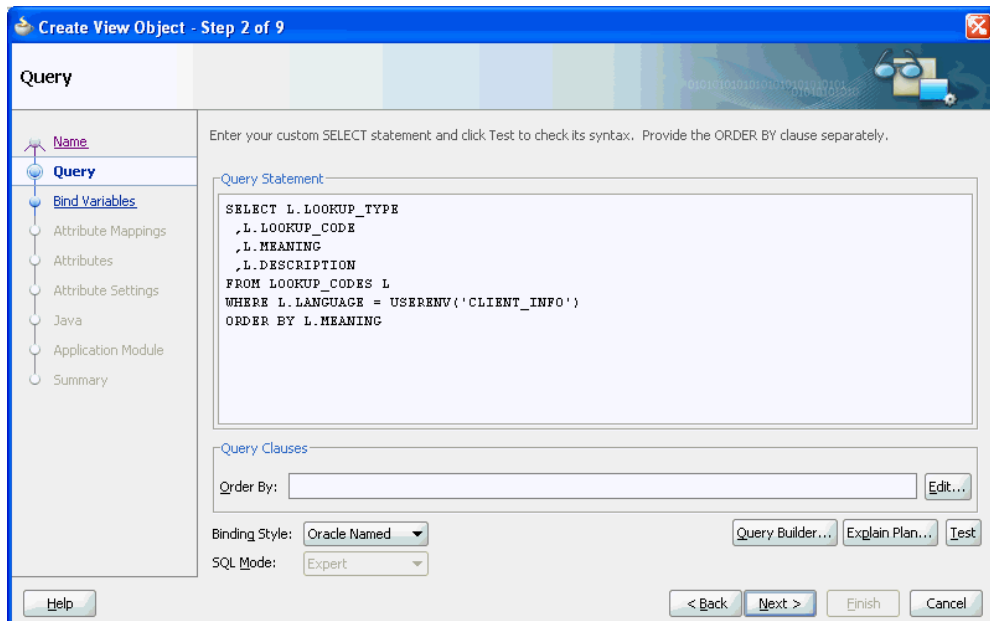 Create View Object - Step 2 of 9
Query
Name
Query
Bind Variables
Attribute Mappings
Attributes
Attribute Settings
Java
Application Module
Summary
Enter your custom SELECT statement and click Test to check its syntax. Provide the ORDER BY clause separately.
Query Statement
SELECT L.LOOKUP_TYPE
,L.LOOKUP_CODE
,L.MEANING
,L.DESCRIPTION
FROM LOOKUP_CODES L
WHERE L.LANGUAGE = USERENV('CLIENT_INFO')
ORDER BY L.MEANING
Query Clauses
Order By:
Edit...
Binding Style: Oracle Named
Query Builder... Explain Plan... Test
SQL Mode: Expert
Help
< Back Next > Finish Cancel